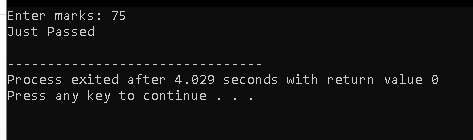 Enter marks: 75
Just Passed
--------------------------------
Process exited after 4.029 seconds with return value 0
Press any key to continue . . .